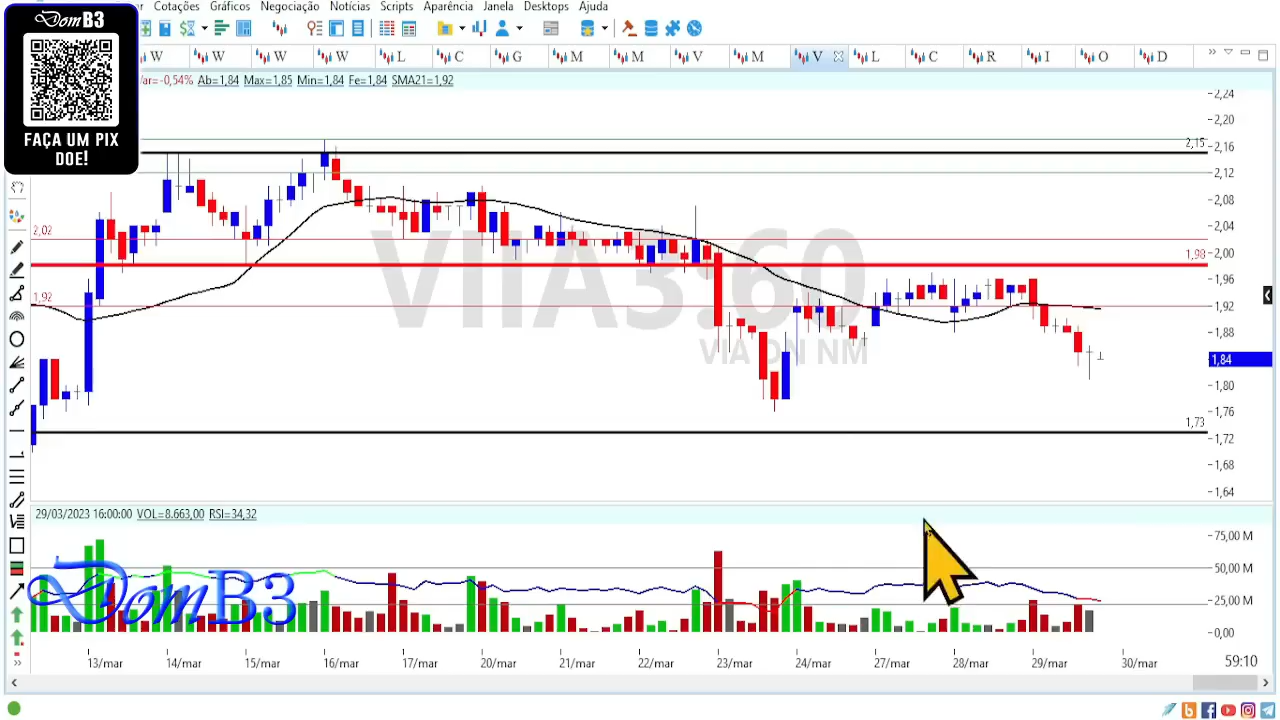 Cotações Gráficos Negociação Notícias Scripts Aparência Janela Desktops Ajuda
DomB3
FAÇA UM PIX
DOE!
W W W W L C G M M V M V L C R I O D
Var=-0,54% Ab=1,84 Max=1,85 Min=1,84 Fe=1,84 SMA21=1,92
2,24
2,20
2,15
2,16
2,12
2,08
2,04
2,02
2,00
1,98
1,96
1,92
1,92
1,88
1,84
1,80
1,76
1,73
1,72
1,68
1,64
VIIA3:60
VIA ON NM
29/03/2023 16:00:00 VOL=8.663,00 RSI=34,32
75,00 M
50,00 M
25,00 M
0,00
DomB3
13/mar 14/mar 15/mar 16/mar 17/mar 20/mar 21/mar 22/mar 23/mar 24/mar 27/mar 28/mar 29/mar 30/mar
59:10